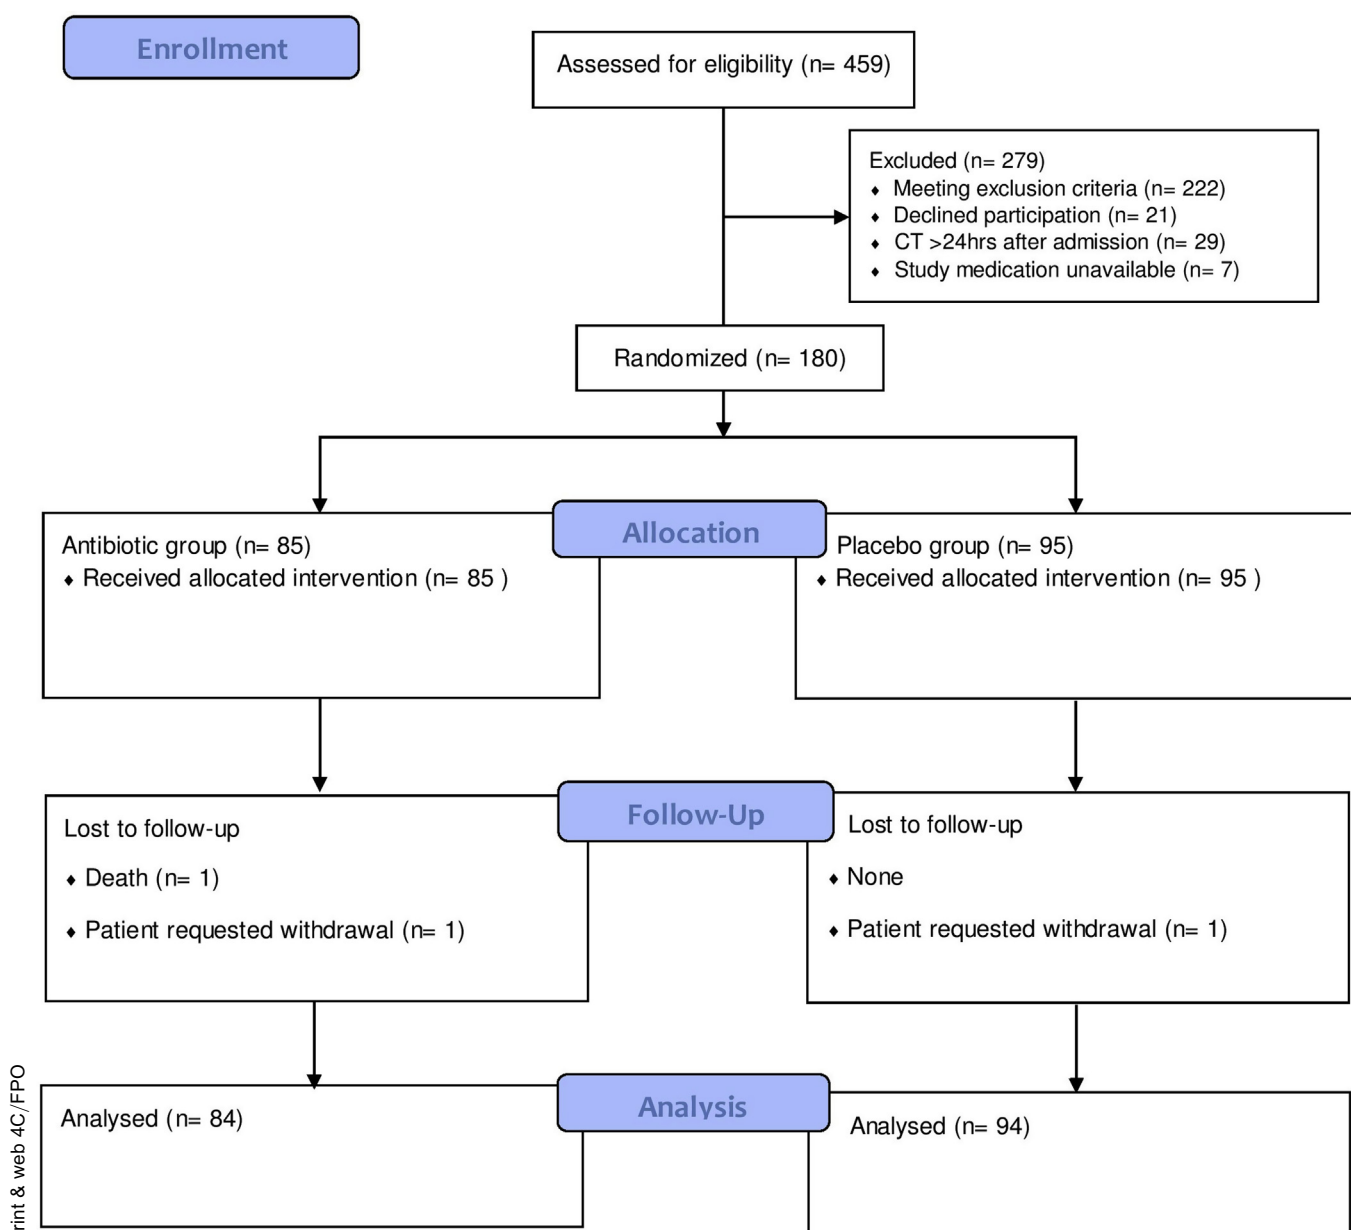 Enrollment
Assessed for eligibility (n= 459)
Excluded (n= 279)
♦ Meeting exclusion criteria (n= 222)
♦ Declined participation (n= 21)
♦ CT >24hrs after admission (n= 29)
♦ Study medication unavailable (n= 7)
Randomized (n= 180)
Allocation
Antibiotic group (n= 85)
♦ Received allocated intervention (n= 85 )
Placebo group (n= 95)
♦ Received allocated intervention (n= 95 )
Follow-Up
Lost to follow-up
♦ Death (n= 1)
♦ Patient requested withdrawal (n= 1)
Lost to follow-up
♦ None
♦ Patient requested withdrawal (n= 1)
Analysis
Analysed (n= 84)
Analysed (n= 94)
rint & web 4C/FPO